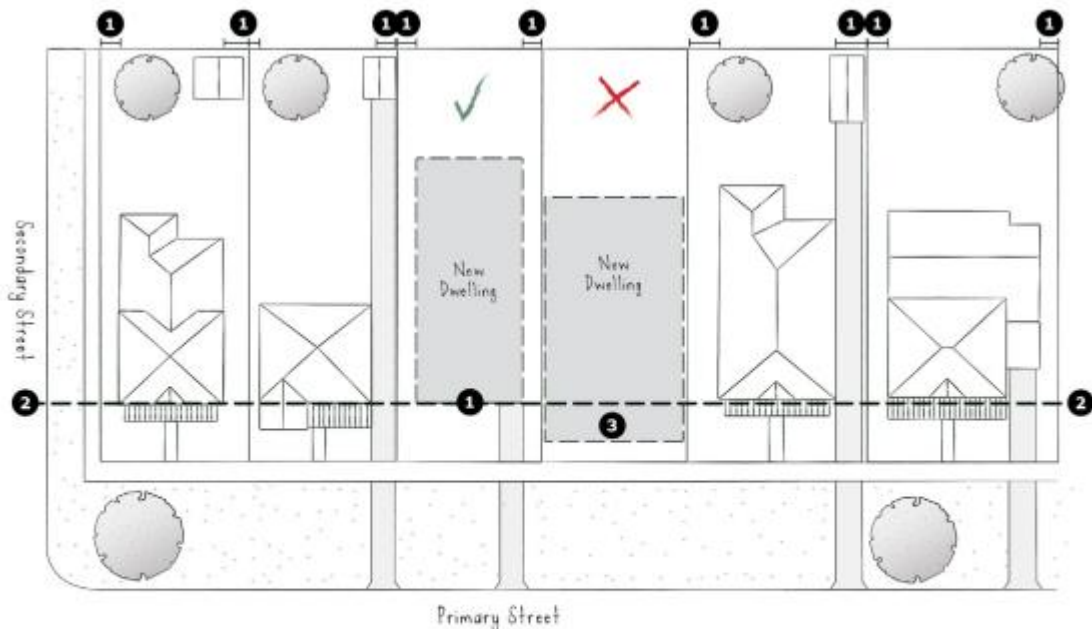 1 1 1 1 1 1 1 1
New
Dwelling
New
Dwelling
Secondary Street
2 1 2
3
Primary Street